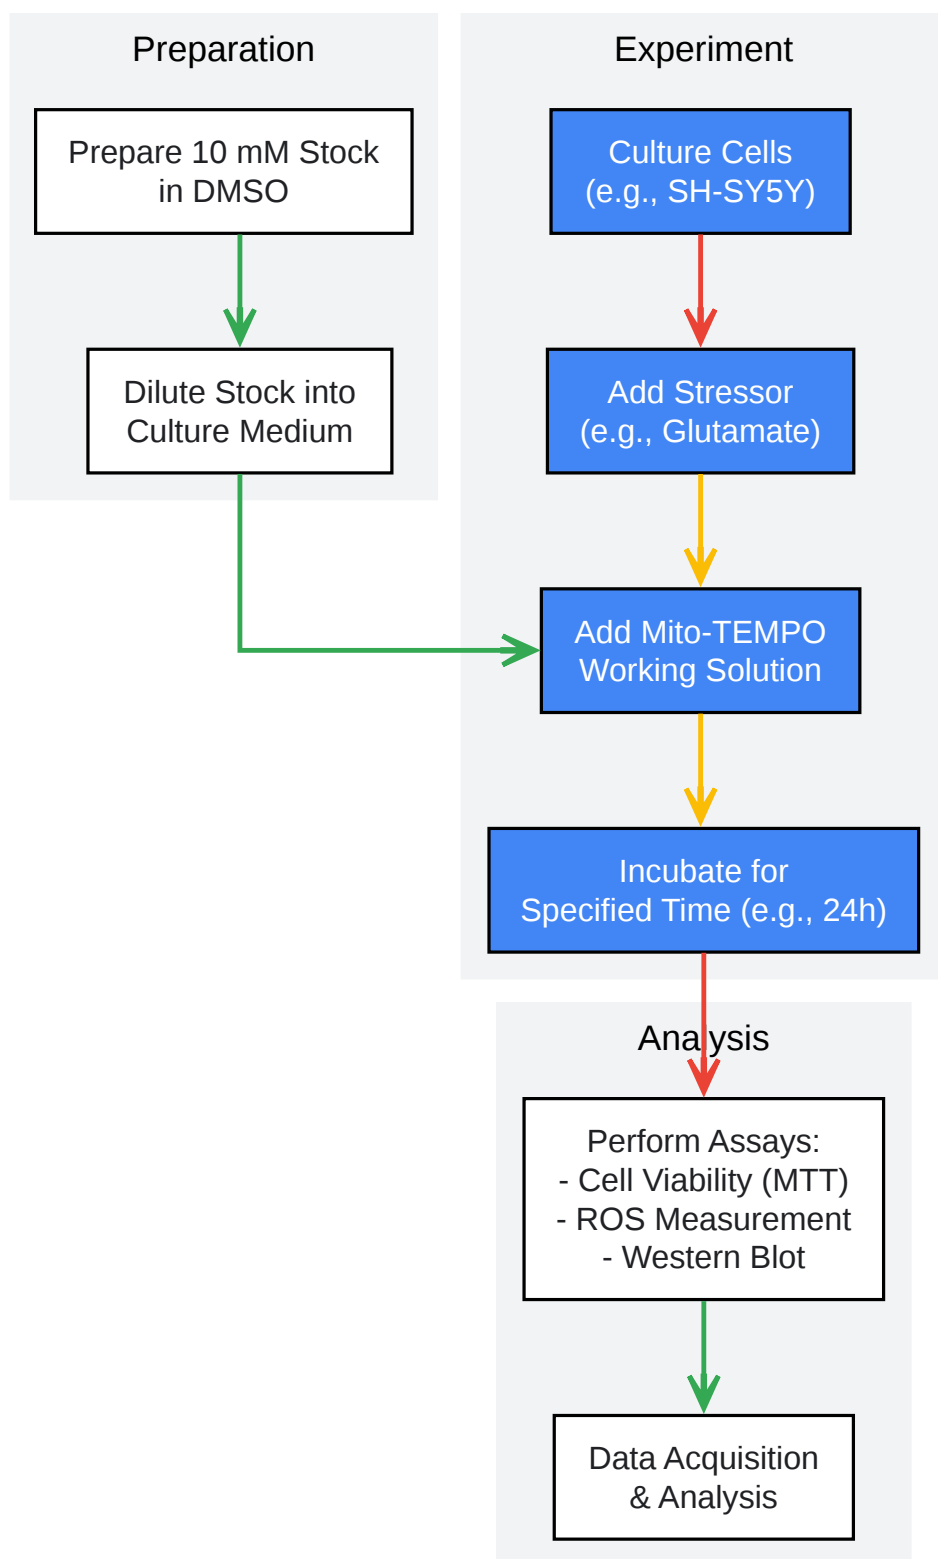 Preparation
Prepare 10 mM Stock
in DMSO
Dilute Stock into
Culture Medium
Experiment
Culture Cells
(e.g., SH-SY5Y)
Add Stressor
(e.g., Glutamate)
Add Mito-TEMPO
Working Solution
Incubate for
Specified Time (e.g., 24h)
Analysis
Perform Assays:
- Cell Viability (MTT)
- ROS Measurement
- Western Blot
Data Acquisition
& Analysis